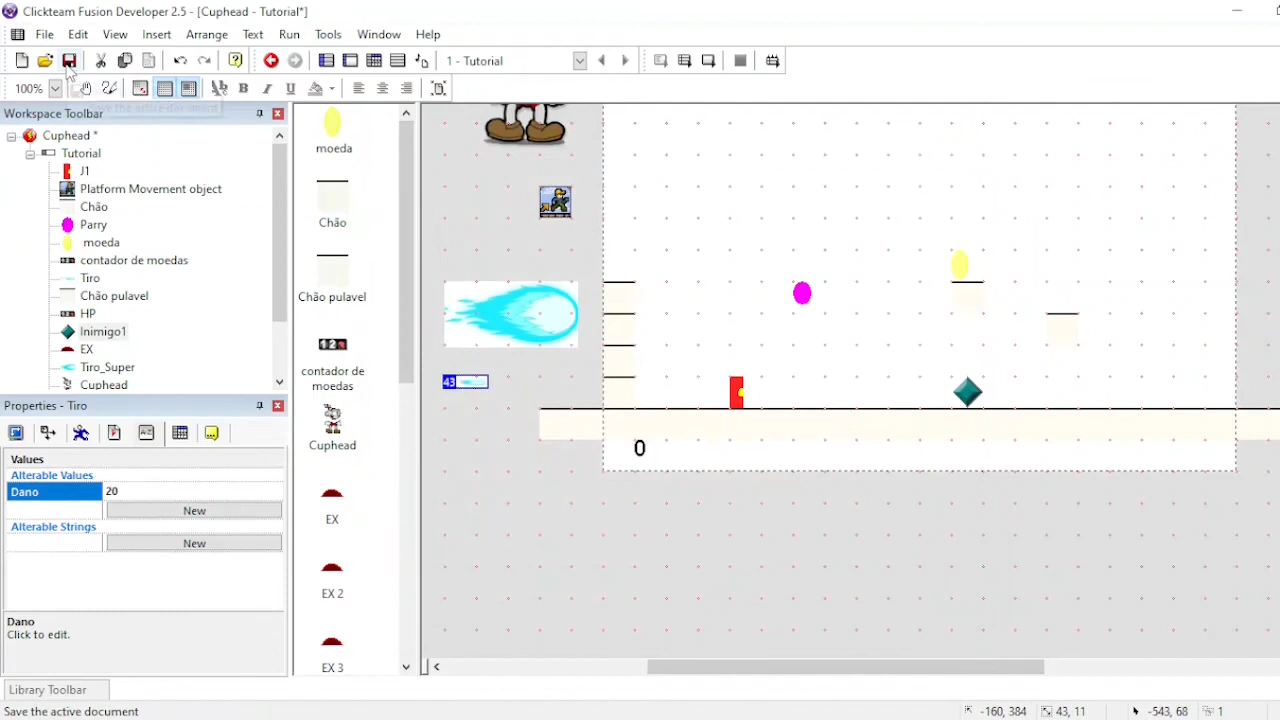 Clickteam Fusion Developer 2.5 - [Cuphead - Tutorial*]
File Edit View Insert Arrange Text Run Tools Window Help
1 - Tutorial
100%
Workspace Toolbar
Cuphead *
Tutorial
J1
Platform Movement object
Chão
Parry
moeda
contador de moedas
Tiro
Chão pulavel
HP
Inimigo1
EX
Tiro_Super
Cuphead
Properties - Tiro
Values
Alterable Values
Dano 20
New
Alterable Strings
New
Dano
Click to edit.
Library Toolbar
Save the active document
moeda
Chão
Chão pulavel
contador de
moedas
Cuphead
EX
EX 2
EX 3
43
0
-160, 384 43, 11 -543, 68 1